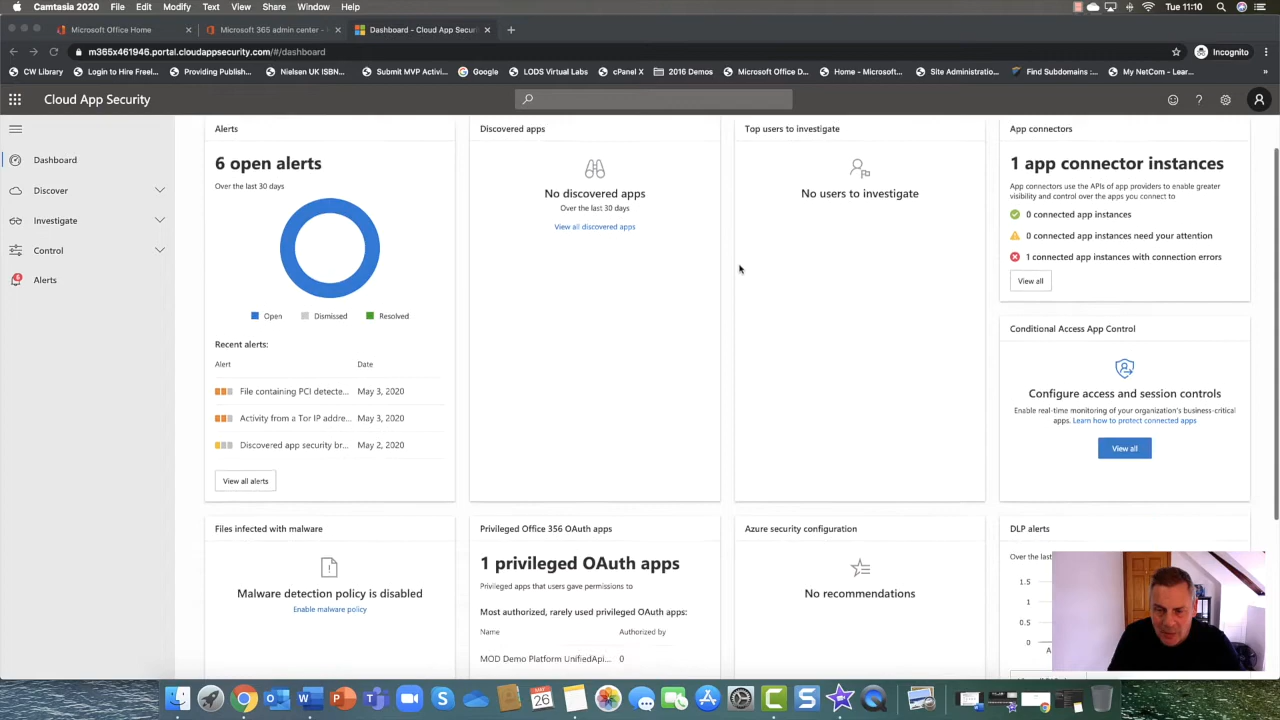 Camtasia 2020 File Edit Modify Text View Share Window Help Tue 11:10
Microsoft Office Home Microsoft 365 admin center - Dashboard - Cloud App Secur
m365x461946.portal.cloudappsecurity.com/#/dashboard Incognito
CW Library Login to Hire Freel... Providing Publish... Nielsen UK ISBN... Submit MVP Activi... Google LODS Virtual Labs cPanel X 2016 Demos Microsoft Office D... Home - Microsoft... Site Administratio... Find Subdomains :... My NetCom - Lear... »
Cloud App Security
Alerts Discovered apps Top users to investigate App connectors
Dashboard
Discover
Investigate
Control
Alerts
6 open alerts
Over the last 30 days
Open Dismissed Resolved
Recent alerts:
Alert Date
File containing PCI detecte... May 3, 2020
Activity from a Tor IP addre... May 3, 2020
Discovered app security br... May 2, 2020
View all alerts
No discovered apps
Over the last 30 days
View all discovered apps
No users to investigate
1 app connector instances
App connectors use the APIs of app providers to enable greater
visibility and control over the apps you connect to
0 connected app instances
0 connected app instances need your attention
1 connected app instances with connection errors
View all
Conditional Access App Control
Configure access and session controls
Enable real-time monitoring of your organization's business-critical
apps. Learn how to protect connected apps
View all
Files infected with malware
Malware detection policy is disabled
Enable malware policy
Privileged Office 356 OAuth apps
1 privileged OAuth apps
Privileged apps that users gave permissions to
Most authorized, rarely used privileged OAuth apps:
Name Authorized by
MOD Demo Platform UnifiedApi... 0
Azure security configuration
No recommendations
DLP alerts
Over the last
1.5
1
0.5
0